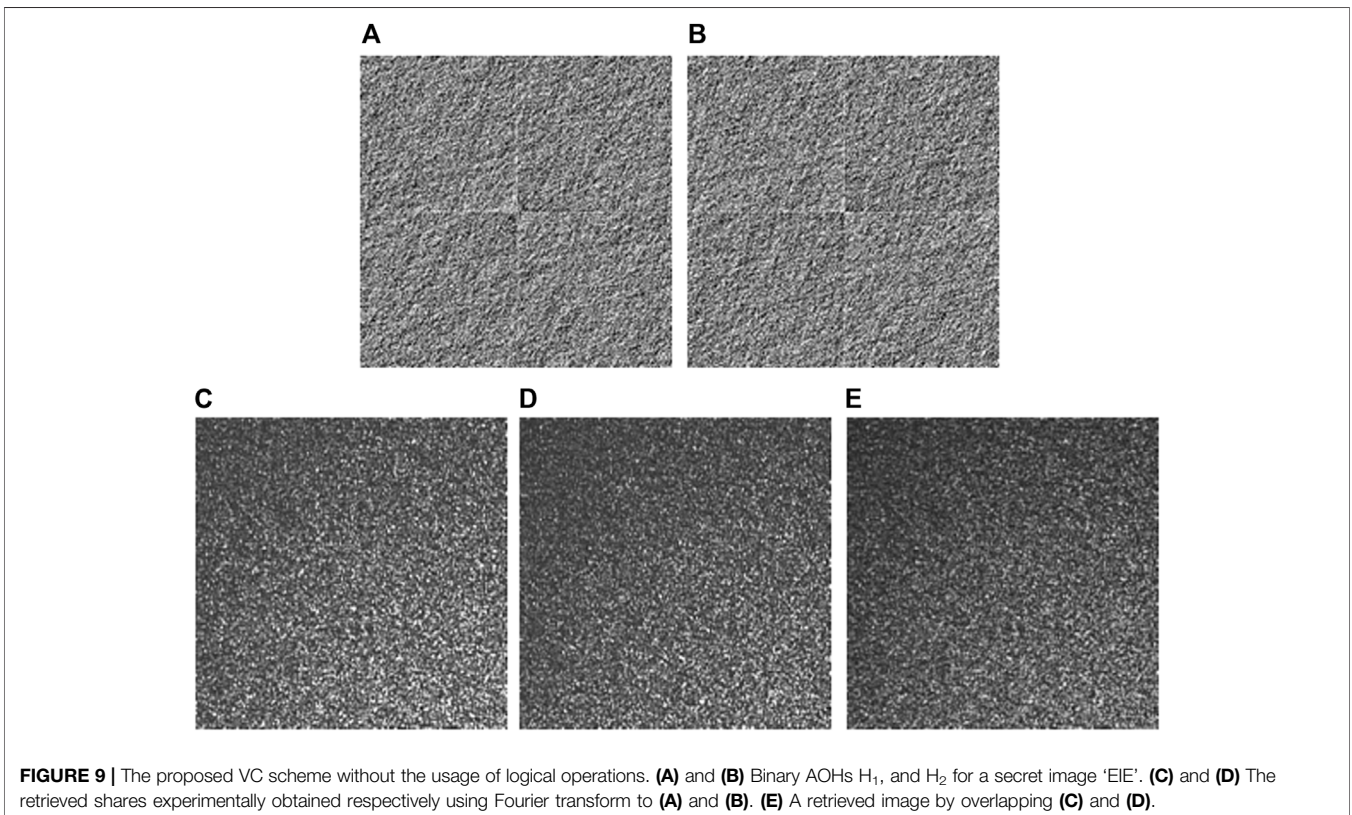 A
B
C
D
E
FIGURE 9 | The proposed VC scheme without the usage of logical operations. (A) and (B) Binary AOHs H₁, and H₂ for a secret image ‘EIE’. (C) and (D) The
retrieved shares experimentally obtained respectively using Fourier transform to (A) and (B). (E) A retrieved image by overlapping (C) and (D).